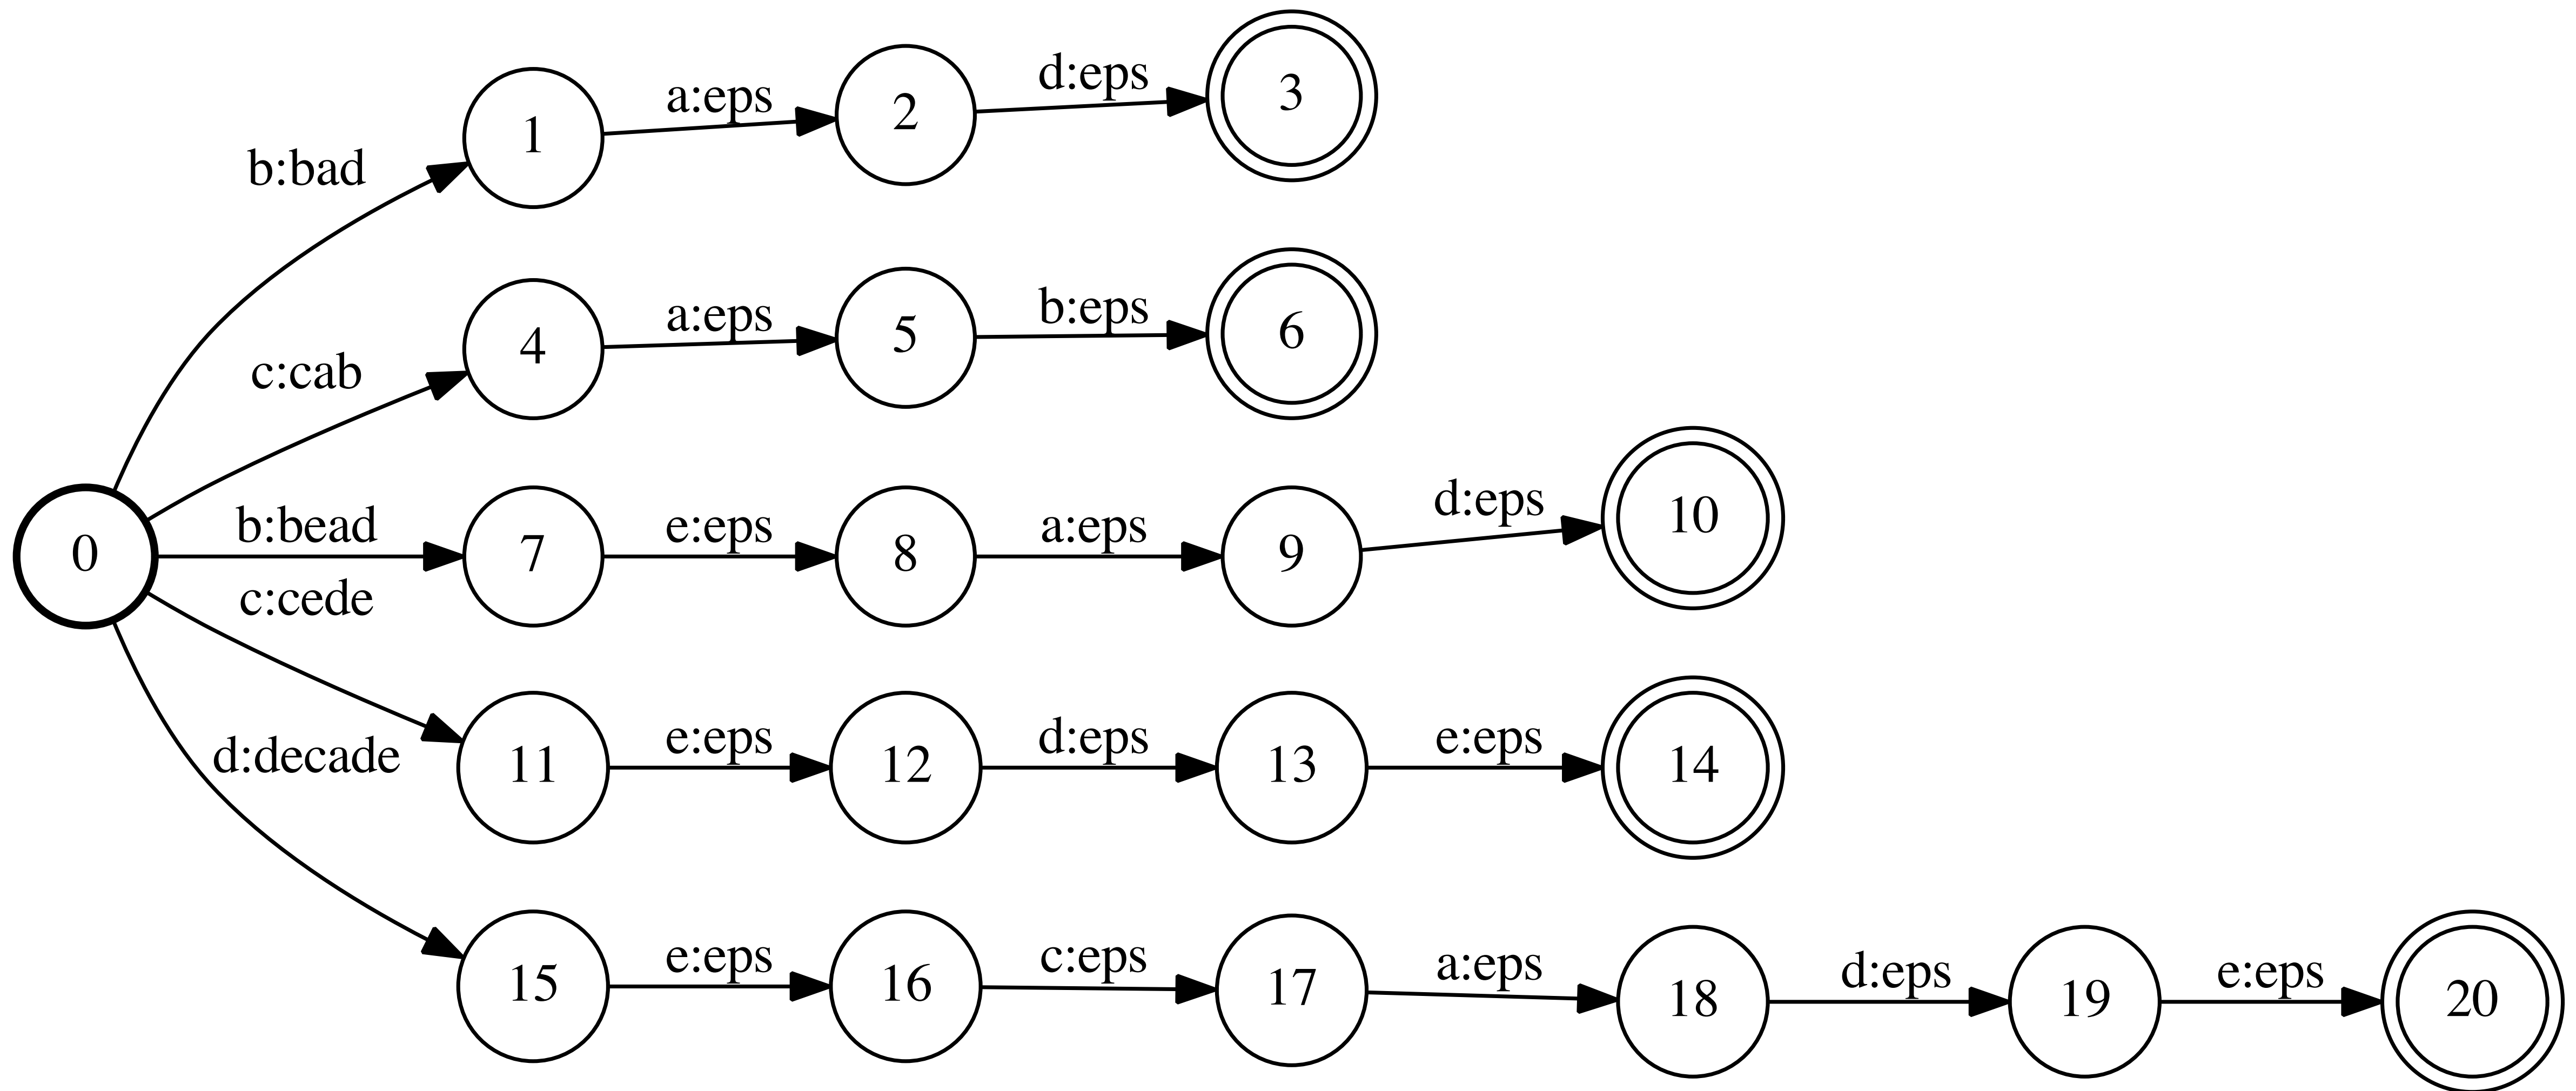 b:bad 1 a:eps 2 d:eps 3
c:cab 4 a:eps 5 b:eps 6
0 b:bead 7 e:eps 8 a:eps 9 d:eps 10
c:cede 11 e:eps 12 d:eps 13 e:eps 14
d:decade 15 e:eps 16 c:eps 17 a:eps 18 d:eps 19 e:eps 20